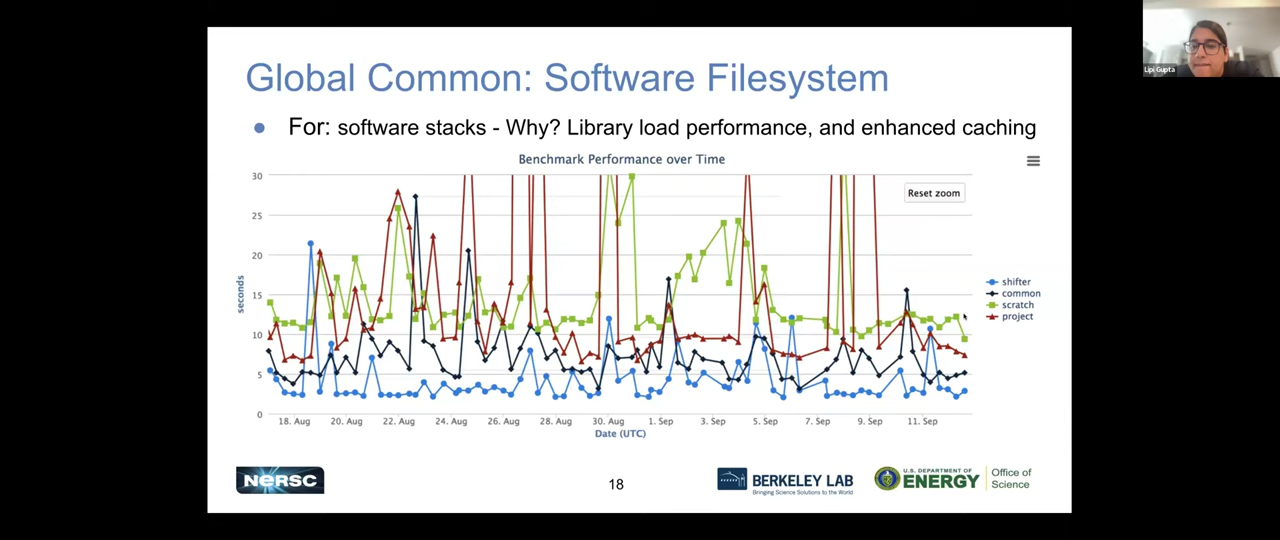 Lipi Gupta
Global Common: Software Filesystem
• For: software stacks - Why? Library load performance, and enhanced caching
Benchmark Performance over Time
Reset zoom
30
25
20
15
10
5
0
seconds
18. Aug 20. Aug 22. Aug 24. Aug 26. Aug 28. Aug 30. Aug 1. Sep 3. Sep 5. Sep 7. Sep 9. Sep 11. Sep
Date (UTC)
shifter
common
scratch
project
NERSC
18
BERKELEY LAB
Bringing Science Solutions to the World
U.S. DEPARTMENT OF
ENERGY
Office of
Science